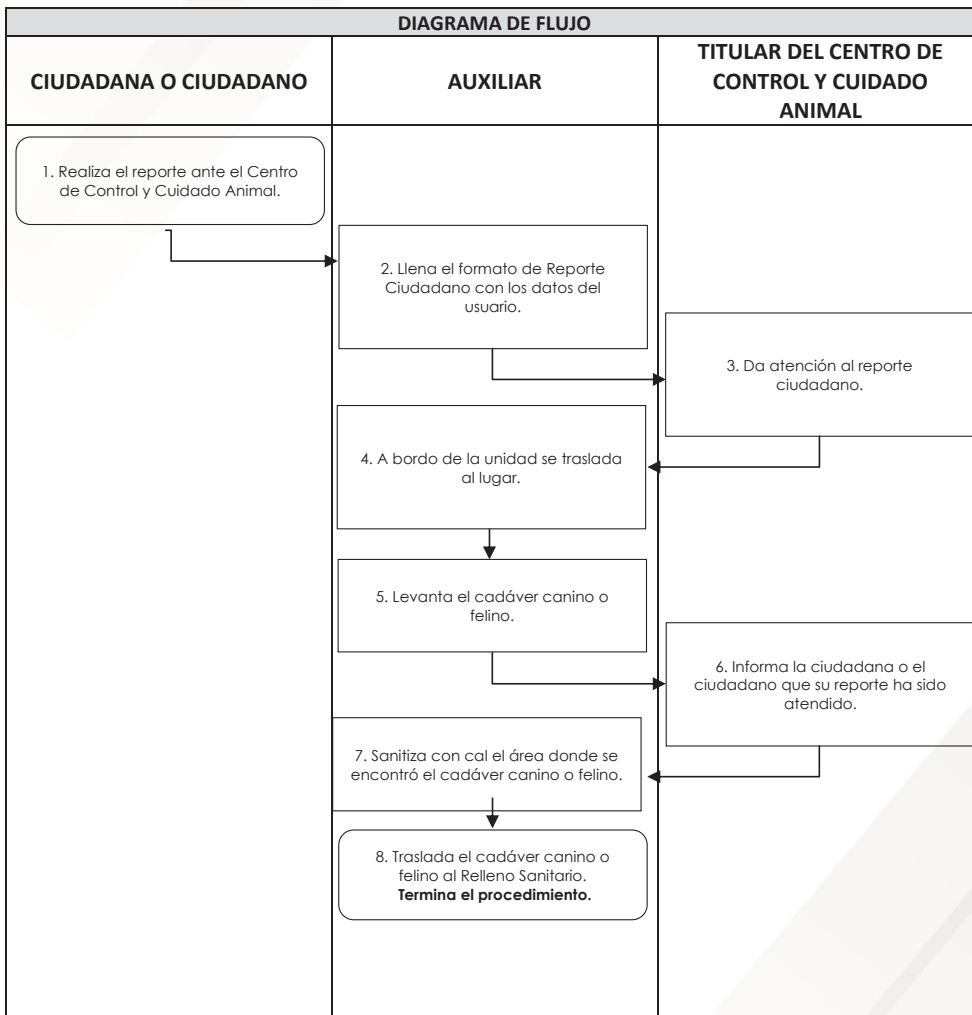 DIAGRAMA DE FLUJO
CIUDADANA O CIUDADANO
AUXILIAR
TITULAR DEL CENTRO DE
CONTROL Y CUIDADO
ANIMAL
1. Realiza el reporte ante el Centro
de Control y Cuidado Animal.
2. Llena el formato de Reporte
Ciudadano con los datos del
usuario.
3. Da atención al reporte
ciudadano.
4. A bordo de la unidad se traslada
al lugar.
5. Levanta el cadáver canino o
felino.
6. Informa la ciudadana o el
ciudadano que su reporte ha sido
atendido.
7. Sanitiza con cal el área donde se
encontró el cadáver canino o felino.
8. Traslada el cadáver canino o
felino al Relleno Sanitario.
Termina el procedimiento.